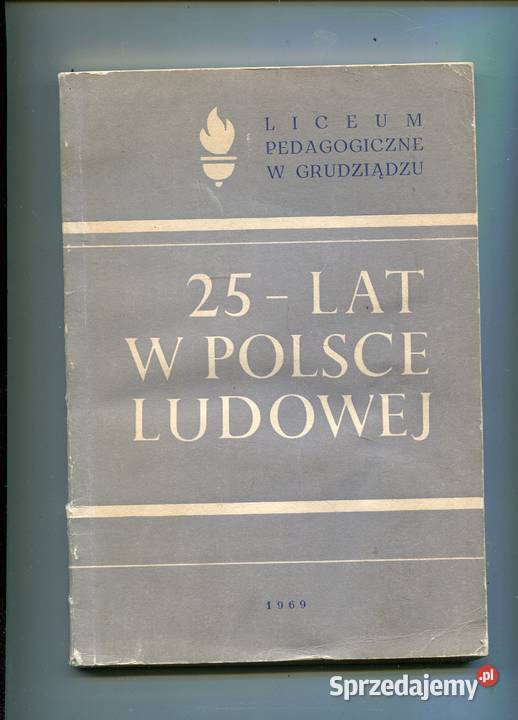 LICEUM
PEDAGOGICZNE
W GRUDZIĄDZU
25 - LAT
W POLSCE
LUDOWEJ
1969
Sprzedajemy.pl